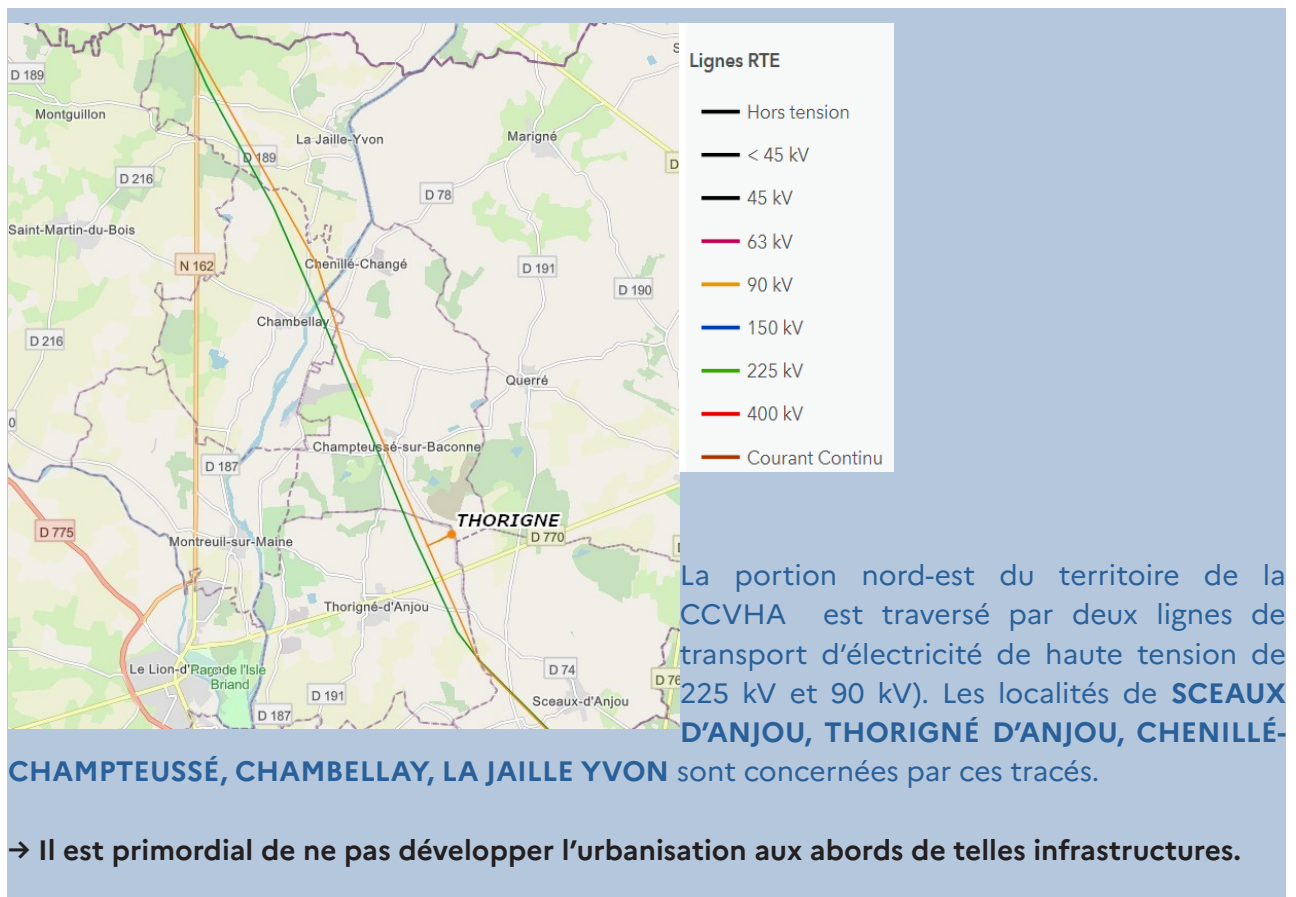 D 189
Montguillon
La Jaille-Yvon
Marigné
D 189
D 216
D 78
Saint-Martin-du-Bois
N 162
Chenillé-Changé
D 191
D 190
Chambellay
D 216
Querré
Champteussé-sur-Baconne
D 187
THORIGNE
D 775
D 770
Montreuil-sur-Maine
Thorigné-d'Anjou
Le Lion-d'
Parc de l'Isle
Briand
D 74
D 76
D 191
Sceaux-d'Anjou
D 187
Lignes RTE
Hors tension
< 45 kV
45 kV
63 kV
90 kV
150 kV
225 kV
400 kV
Courant Continu
La portion nord-est du territoire de la
CCVHA est traversé par deux lignes de
transport d'électricité de haute tension de
225 kV et 90 kV). Les localités de SCEAUX
D'ANJOU, THORIGNÉ D'ANJOU, CHENILLÉ-
CHAMPTEUSSÉ, CHAMBELLAY, LA JAILLE YVON sont concernées par ces tracés.
→ Il est primordial de ne pas développer l'urbanisation aux abords de telles infrastructures.